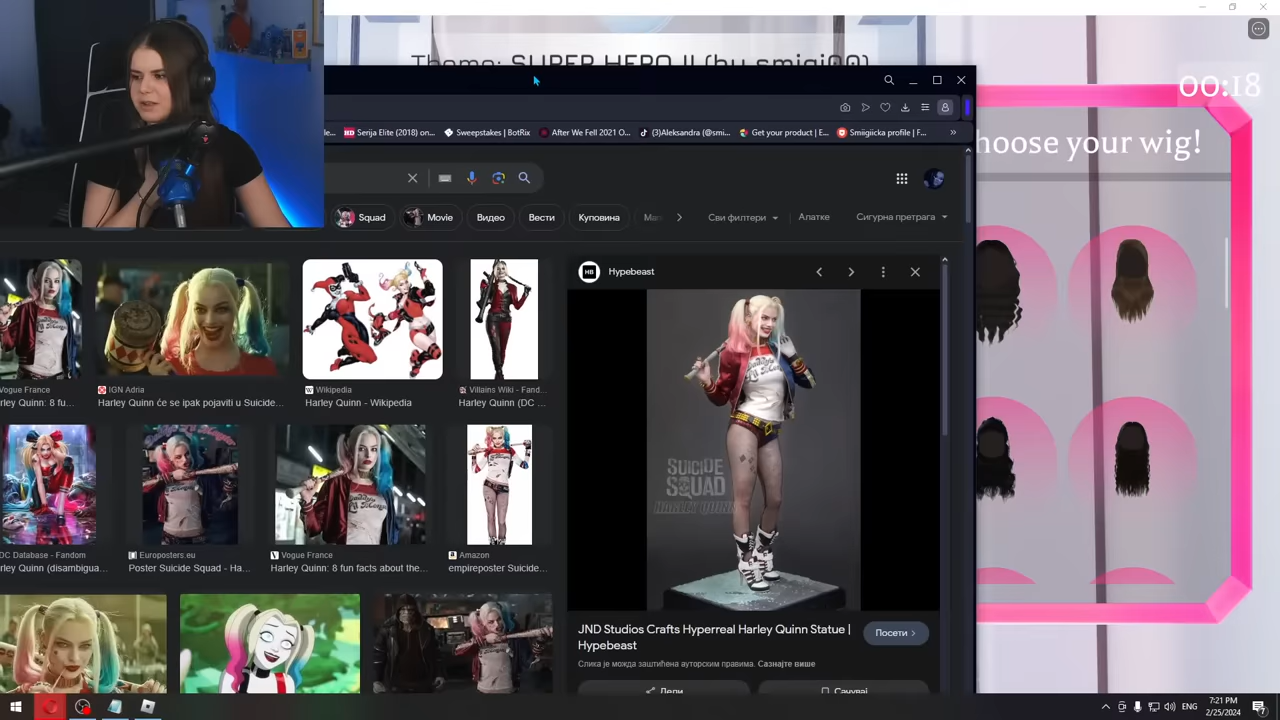 Theme: SUPER HERO II (by smigi00)
00:18
le...
Serija Elite (2018) on...
Sweepstakes | BotRix
After We Fell 2021 O...
(3)Aleksandra (@smi...
Get your product | E...
Smiigiicka profile | F...
»
hoose your wig!
Squad
Movie
Видео
Вести
Куповина
Сви филтери
Алатке
Сигурна претрага
HB
Hypebeast
SUICIDE
SQUAD
HARLEY QUINN
Vogue France
rley Quinn: 8 fu...
IGN Adria
Harley Quinn će se ipak pojaviti u Suicide...
Wikipedia
Harley Quinn - Wikipedia
Villains Wiki - Fand...
Harley Quinn (DC ...
DC Database - Fandom
rley Quinn (disambigua...
Europosters.eu
Poster Suicide Squad - Ha...
Vogue France
Harley Quinn: 8 fun facts about the...
Amazon
empireposter Suicide...
JND Studios Crafts Hyperreal Harley Quinn Statue |
Hypebeast
Посети
Слика је можда заштићена ауторским правима. Сазнајте више
Дели
Сачувај
ENG
7:21 PM
2/25/2024
7